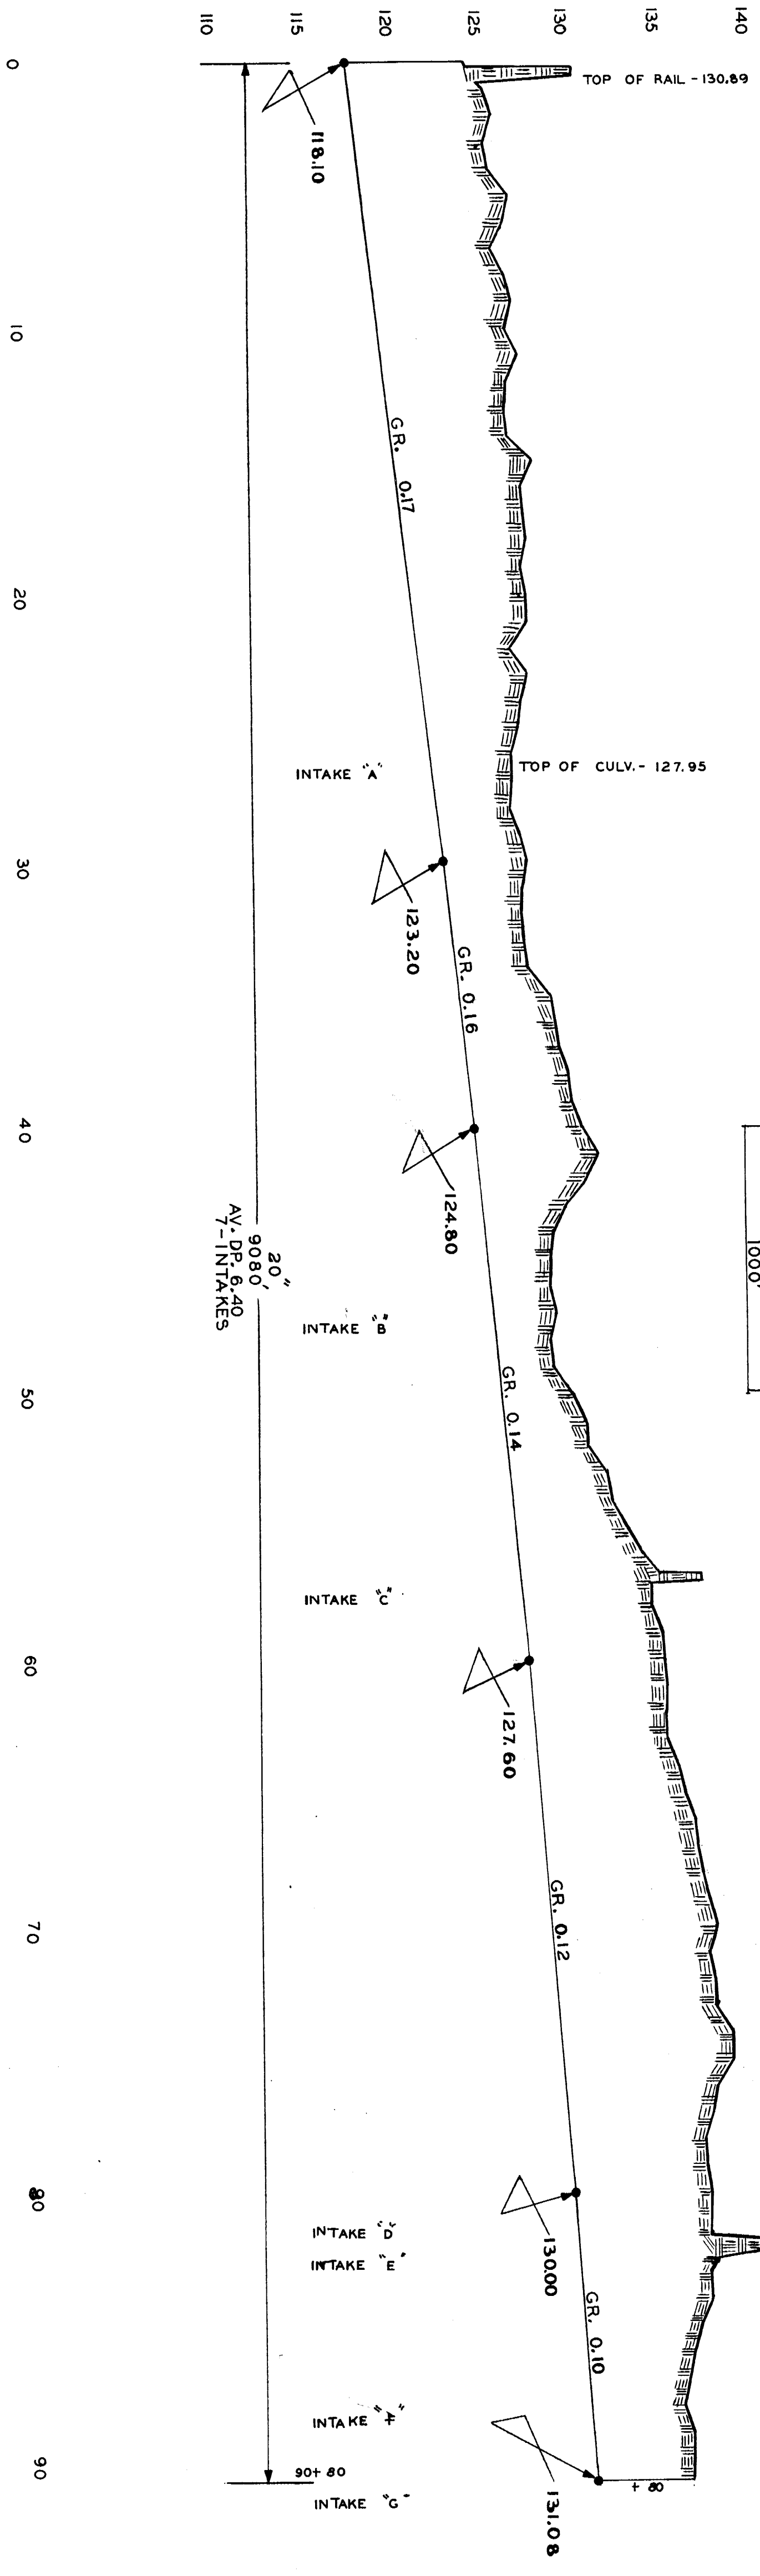 140
135
130
125
120
115
110
TOP OF RAIL - 130.89
TOP OF CULV. - 127.95
1000'
118.10
GR. 0.17
123.20
GR. 0.16
124.80
GR. 0.14
127.60
GR. 0.12
130.00
GR. 0.10
131.08
+ 80
INTAKE "A"
INTAKE "B"
INTAKE "C"
INTAKE "D"
INTAKE "E"
INTAKE "F"
INTAKE "G"
20"
9080'
AV. DP. 6.40
7-INTAKES
90+80
0
10
20
30
40
50
60
70
80
90